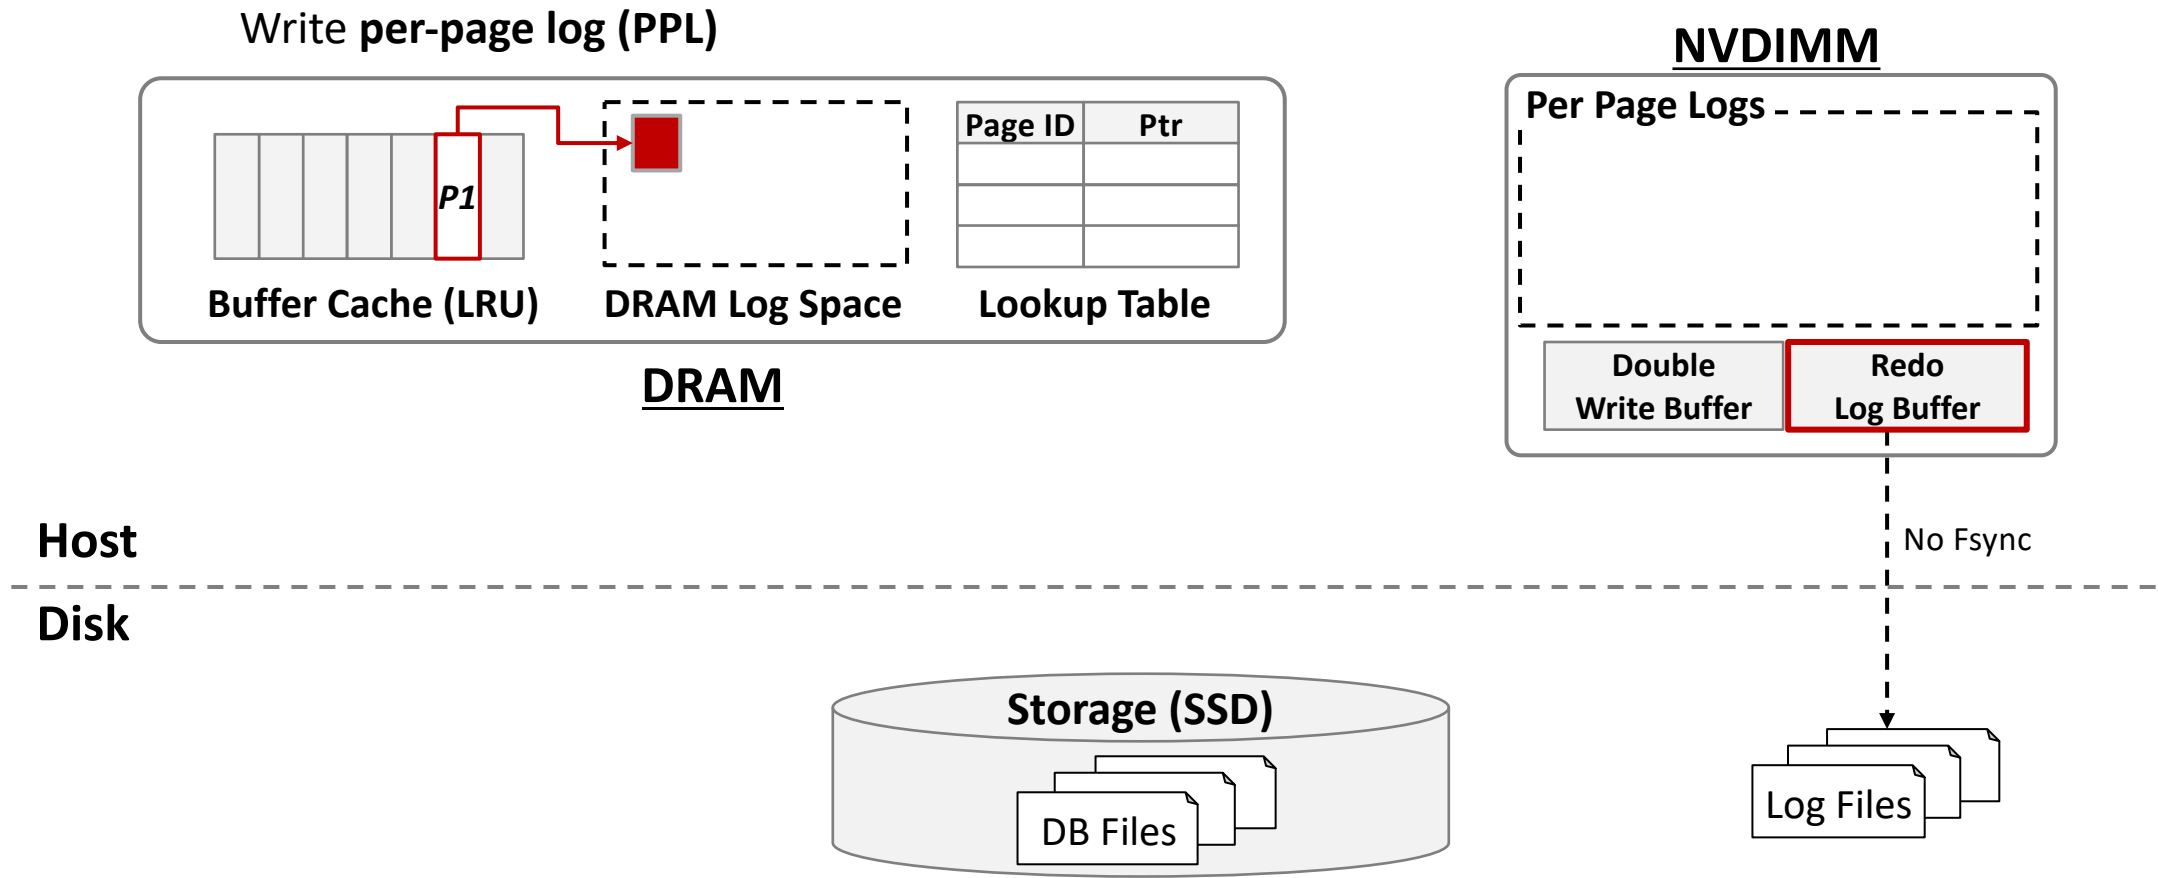 Write per-page log (PPL)
NVDIMM
Per Page Logs
Page ID Ptr
P1
Buffer Cache (LRU)
DRAM Log Space
Lookup Table
DRAM
Double
Write Buffer
Redo
Log Buffer
Host
No Fsync
Disk
Storage (SSD)
DB Files
Log Files